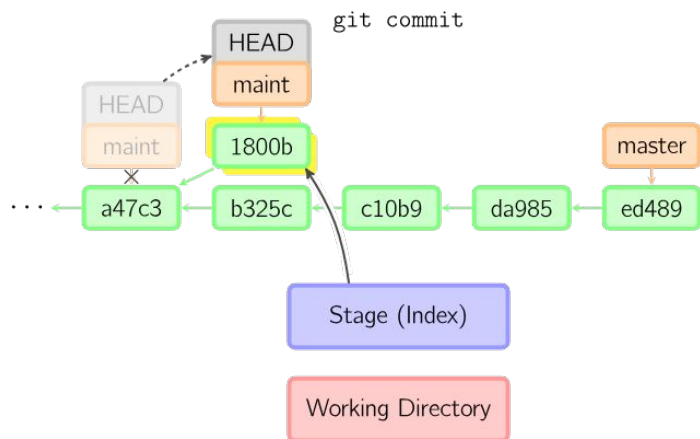 git commit
HEAD
maint
HEAD
maint
1800b
master
... a47c3 b325c c10b9 da985 ed489
Stage (Index)
Working Directory